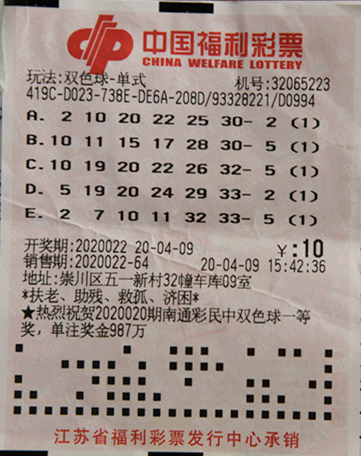 中国福利彩票
CHINA WELFARE LOTTERY
玩法:双色球-单式 机号:32065223
419C-D023-738E-DE6A-208D/93328221/D0994
A. 2 10 20 22 25 30- 2 (1)
B. 10 11 15 17 28 30- 5 (1)
C. 10 19 20 22 26 32- 5 (1)
D. 5 19 20 24 29 33- 2 (1)
E. 2 7 10 11 32 33- 5 (1)
开奖期:2020022 20-04-09 ¥:10
销售期:2020022-64 20-04-09 15:42:36
地址:崇川区五一新村32幢车库09室
*扶老、助残、救孤、济困*
★热烈祝贺2020020期南通彩民中双色球一等
奖，单注奖金987万
江苏省福利彩票发行中心承销